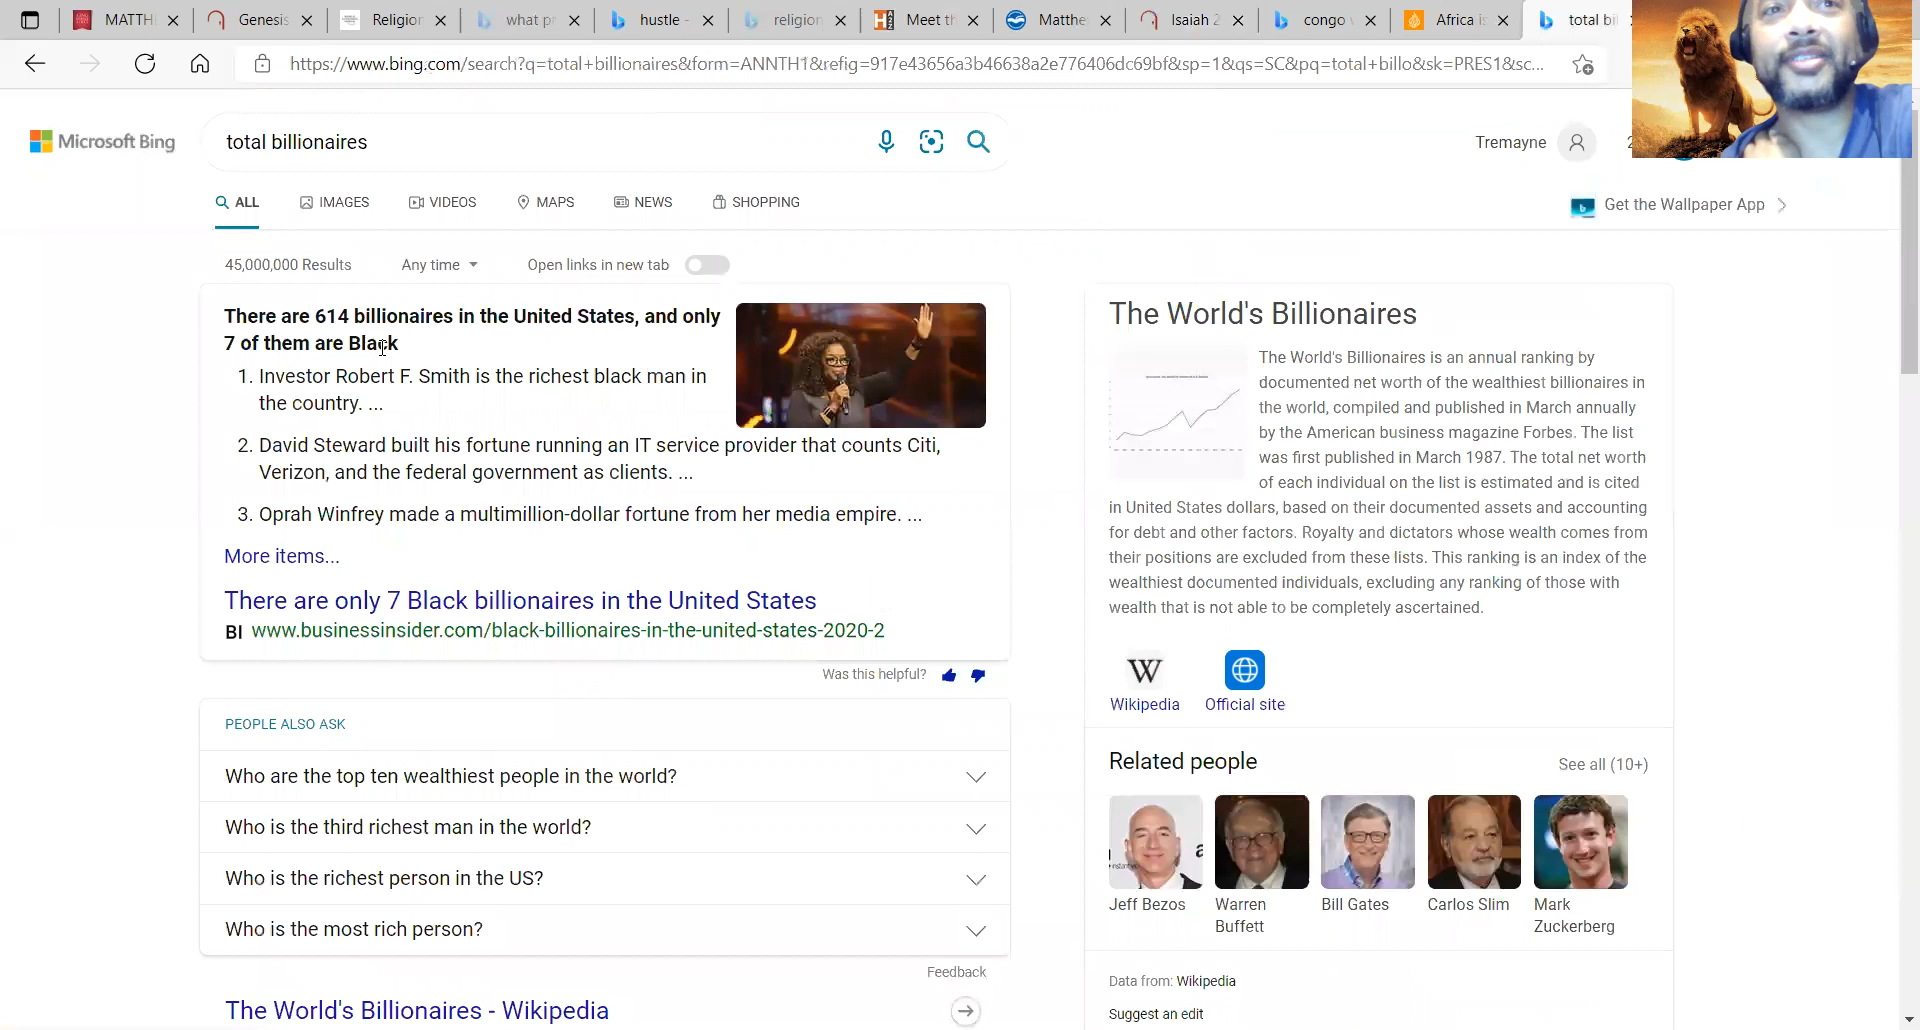 MATTH
Genesis
Religion
what pr
hustle -
religion
Meet th
Matthe
Isaiah 2
congo
Africa is
total bil
https://www.bing.com/search?q=total+billionaires&form=ANNTH1&refig=917e43656a3b46638a2e776406dc69bf&sp=1&qs=SC&pq=total+billo&sk=PRES1&sc...
Microsoft Bing
total billionaires
Tremayne
ALL
IMAGES
VIDEOS
MAPS
NEWS
SHOPPING
Get the Wallpaper App
45,000,000 Results
Any time
Open links in new tab
There are 614 billionaires in the United States, and only
7 of them are Black
1. Investor Robert F. Smith is the richest black man in
the country. ...
2. David Steward built his fortune running an IT service provider that counts Citi,
Verizon, and the federal government as clients. ...
3. Oprah Winfrey made a multimillion-dollar fortune from her media empire. ...
More items...
There are only 7 Black billionaires in the United States
BI www.businessinsider.com/black-billionaires-in-the-united-states-2020-2
Was this helpful?
PEOPLE ALSO ASK
Who are the top ten wealthiest people in the world?
Who is the third richest man in the world?
Who is the richest person in the US?
Who is the most rich person?
Feedback
The World's Billionaires - Wikipedia
The World's Billionaires
The World's Billionaires is an annual ranking by
documented net worth of the wealthiest billionaires in
the world, compiled and published in March annually
by the American business magazine Forbes. The list
was first published in March 1987. The total net worth
of each individual on the list is estimated and is cited
in United States dollars, based on their documented assets and accounting
for debt and other factors. Royalty and dictators whose wealth comes from
their positions are excluded from these lists. This ranking is an index of the
wealthiest documented individuals, excluding any ranking of those with
wealth that is not able to be completely ascertained.
W
Wikipedia
Official site
Related people
See all (10+)
Jeff Bezos
Warren
Buffett
Bill Gates
Carlos Slim
Mark
Zuckerberg
Data from: Wikipedia
Suggest an edit